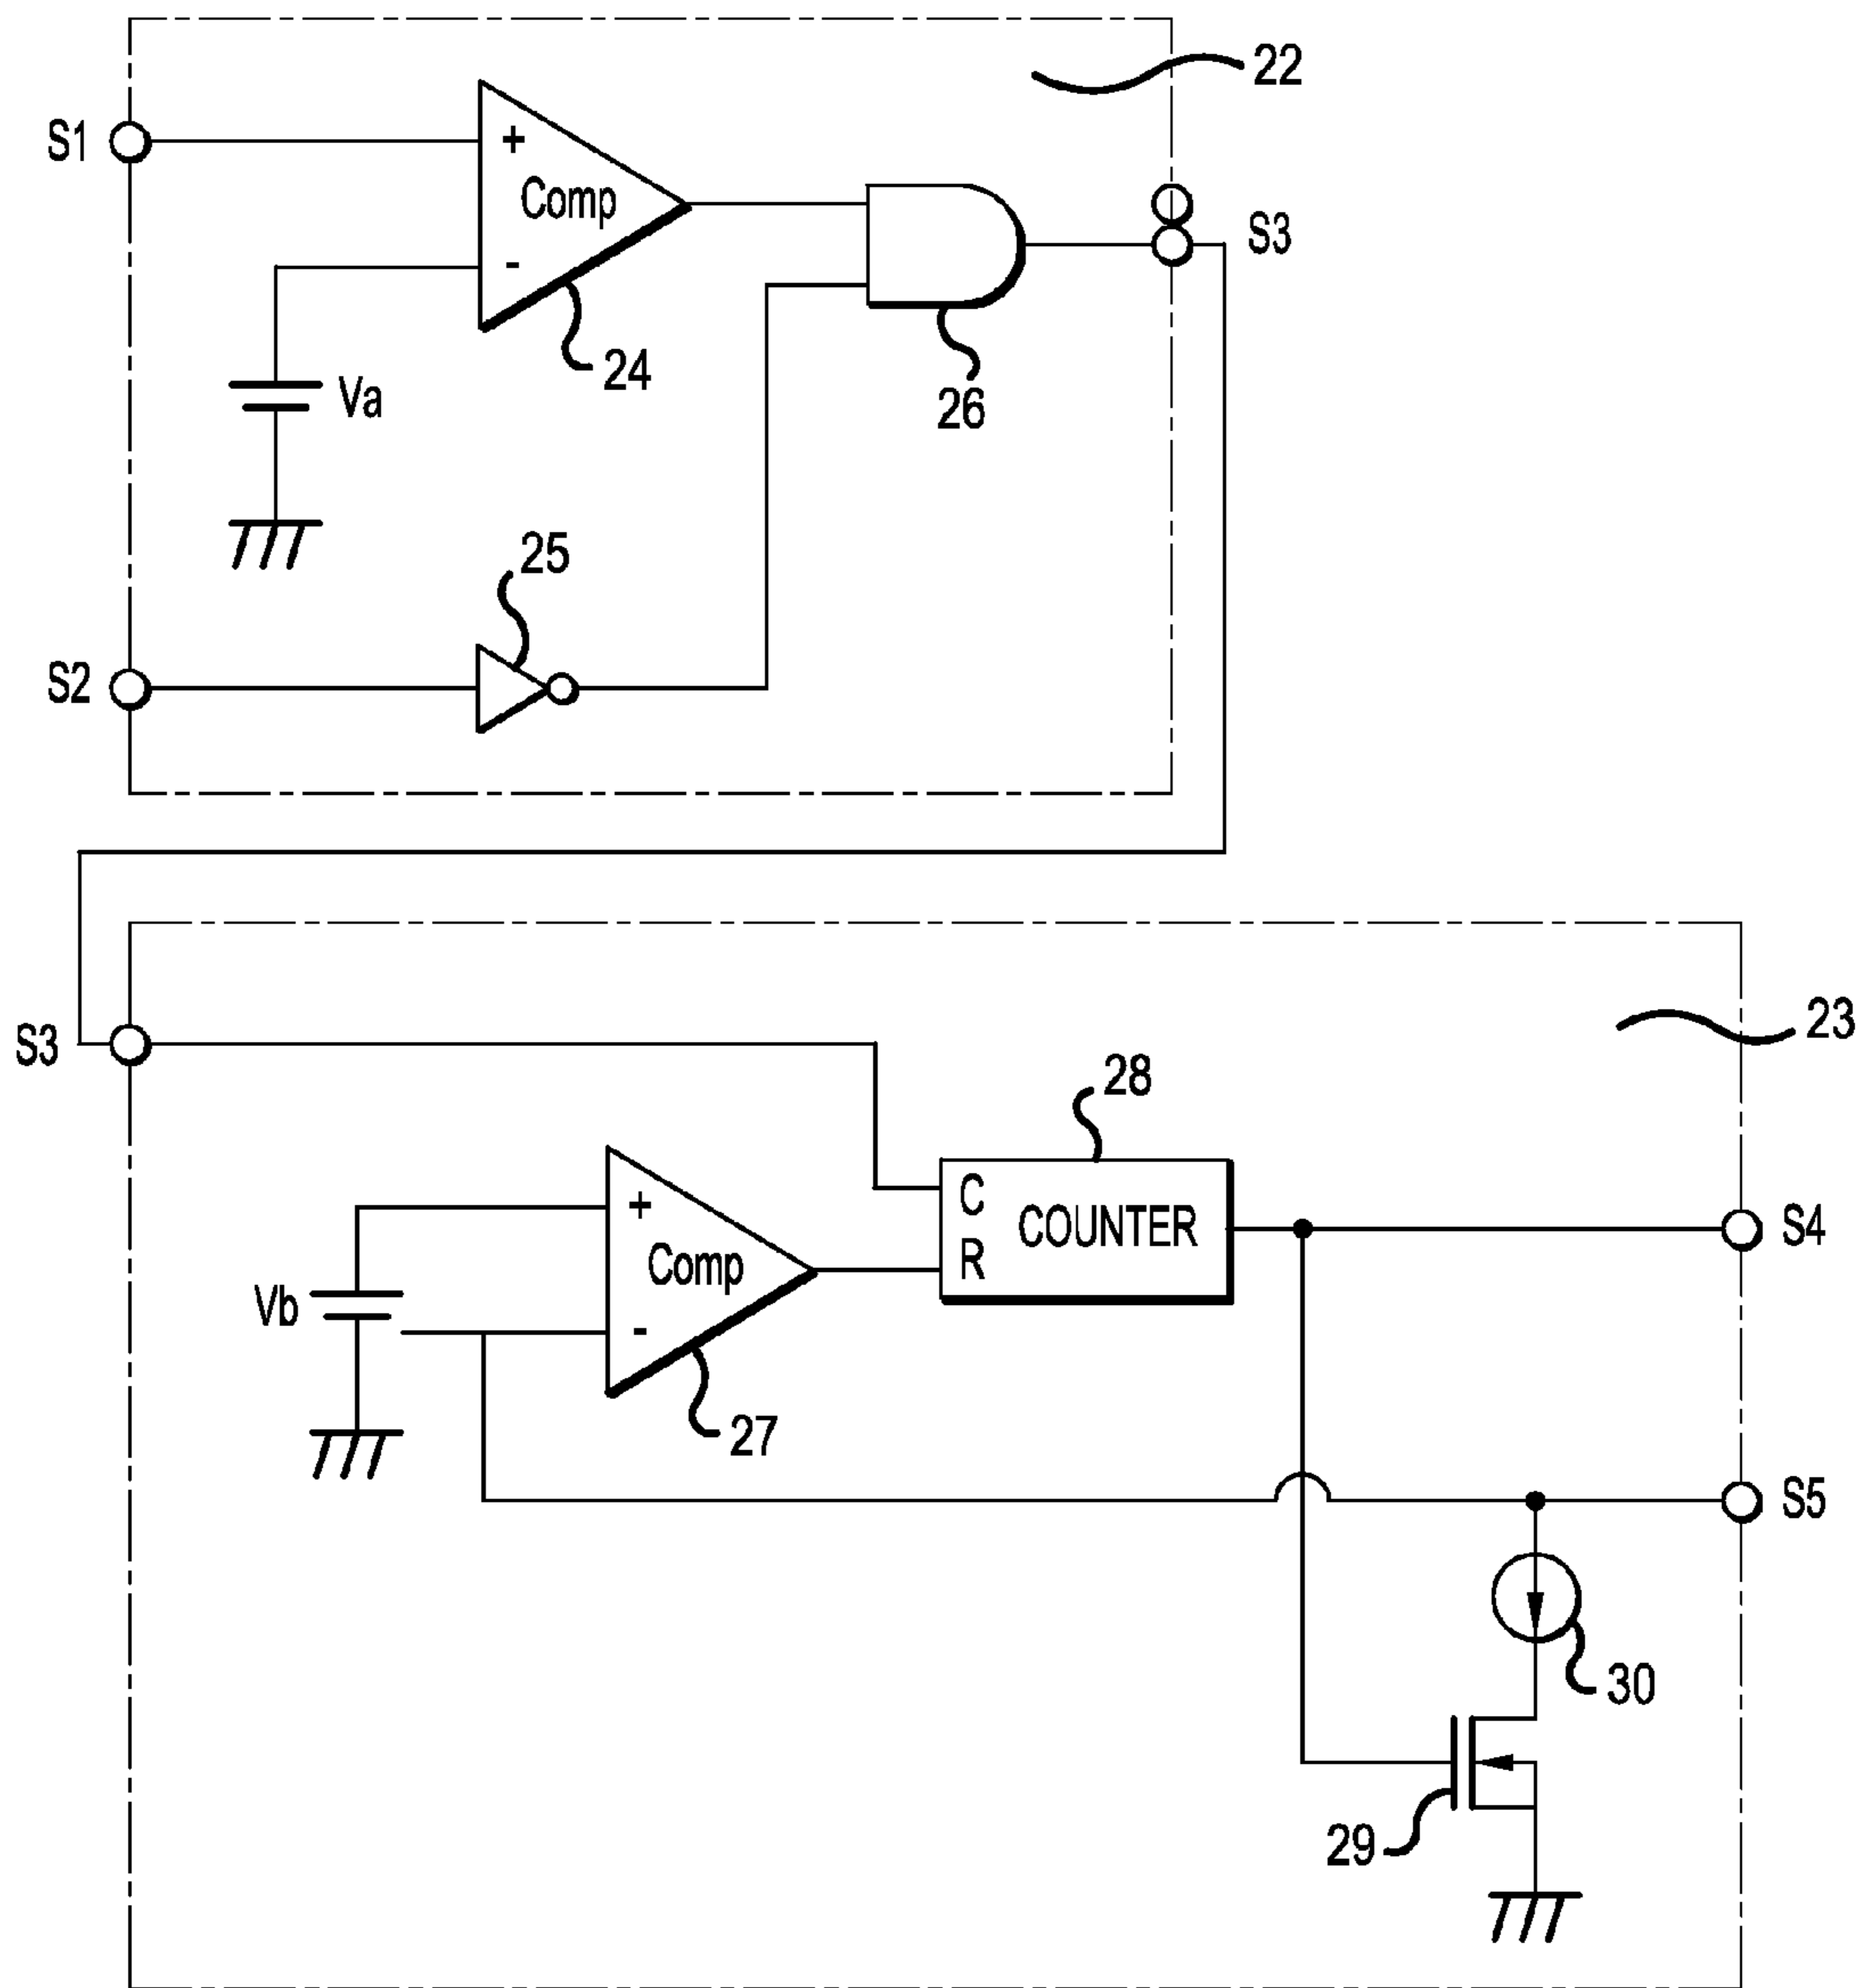 22
S1
+
Comp
-
S3
24
26
Va
25
S2
S3
23
28
+
Comp
-
C
R
COUNTER
S4
Vb
27
S5
30
29